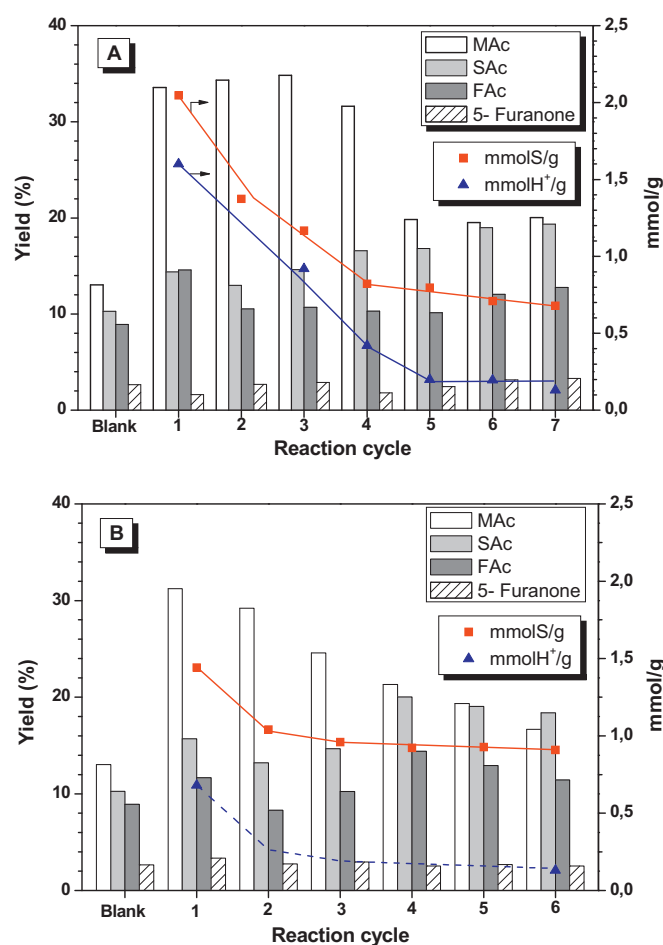 A
MAc
SAc
FAc
5- Furanone
mmolS/g
mmolH⁺/g
Yield (%)
40
30
20
10
0
mmol/g
2,5
2,0
1,5
1,0
0,5
0,0
Blank 1 2 3 4 5 6 7
Reaction cycle
B
MAc
SAc
FAc
5- Furanone
mmolS/g
mmolH⁺/g
Yield (%)
40
30
20
10
0
mmol/g
2,5
2,0
1,5
1,0
0,5
0,0
Blank 1 2 3 4 5 6
Reaction cycle